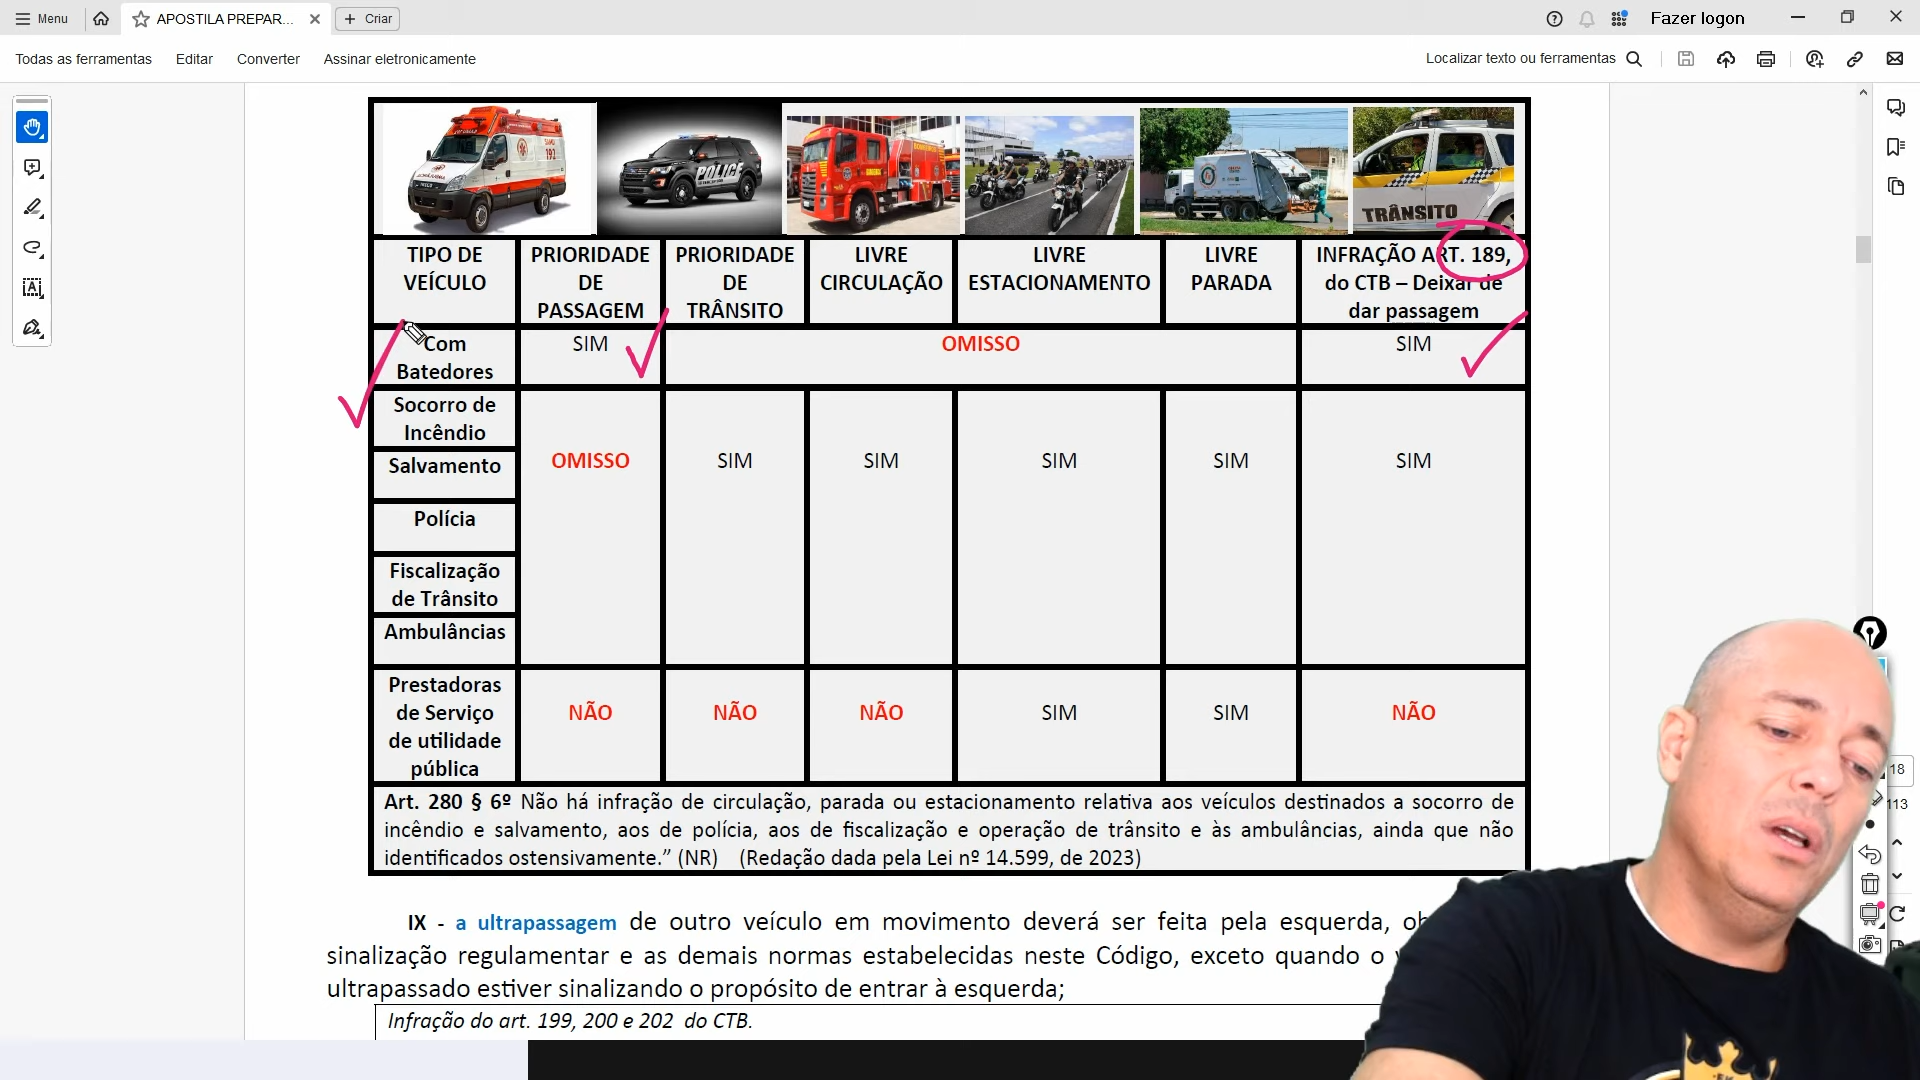 Menu
APOSTILA PREPAR...
Criar
Fazer logon
Todas as ferramentas
Editar
Converter
Assinar eletronicamente
Localizar texto ou ferramentas
192
POLICE
TRÂNSITO
TIPO DE VEÍCULO
PRIORIDADE DE PASSAGEM
PRIORIDADE DE TRÂNSITO
LIVRE CIRCULAÇÃO
LIVRE ESTACIONAMENTO
LIVRE PARADA
INFRAÇÃO ART. 189, do CTB – Deixar de dar passagem
Com Batedores
SIM
OMISSO
SIM
Socorro de Incêndio
Salvamento
Polícia
Fiscalização de Trânsito
Ambulâncias
OMISSO
SIM
SIM
SIM
SIM
SIM
Prestadoras de Serviço de utilidade pública
NÃO
NÃO
NÃO
SIM
SIM
NÃO
Art. 280 § 6º Não há infração de circulação, parada ou estacionamento relativa aos veículos destinados a socorro de
incêndio e salvamento, aos de polícia, aos de fiscalização e operação de trânsito e às ambulâncias, ainda que não
identificados ostensivamente.” (NR) (Redação dada pela Lei nº 14.599, de 2023)
IX - a ultrapassagem de outro veículo em movimento deverá ser feita pela esquerda,
sinalização regulamentar e as demais normas estabelecidas neste Código, exceto quando o
ultrapassado estiver sinalizando o propósito de entrar à esquerda;
Infração do art. 199, 200 e 202 do CTB.
18
113